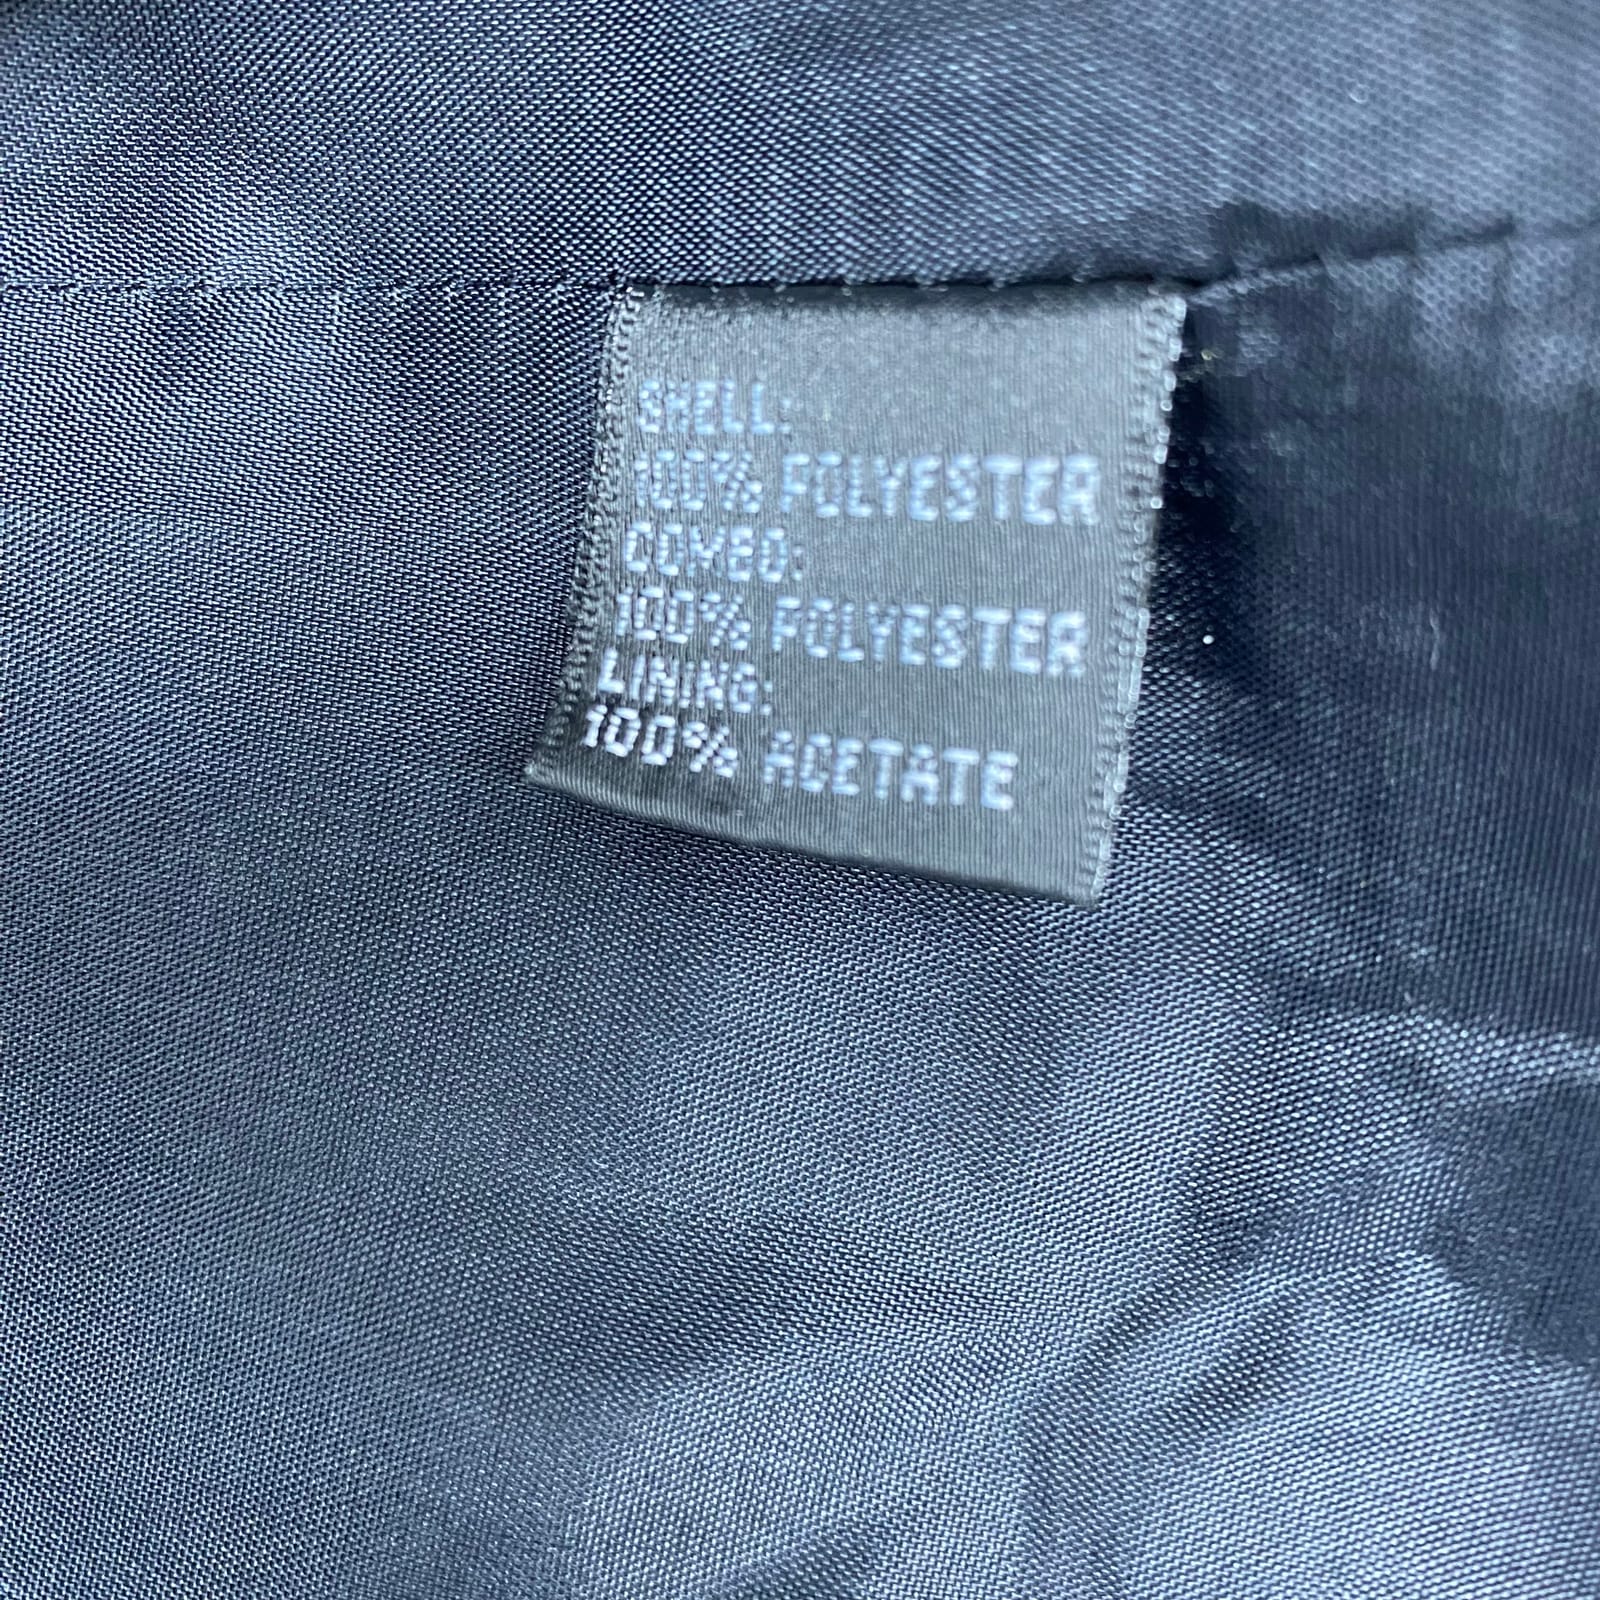 SHELL:
100% POLYESTER
COMBO:
100% POLYESTER
LINING:
100% ACETATE